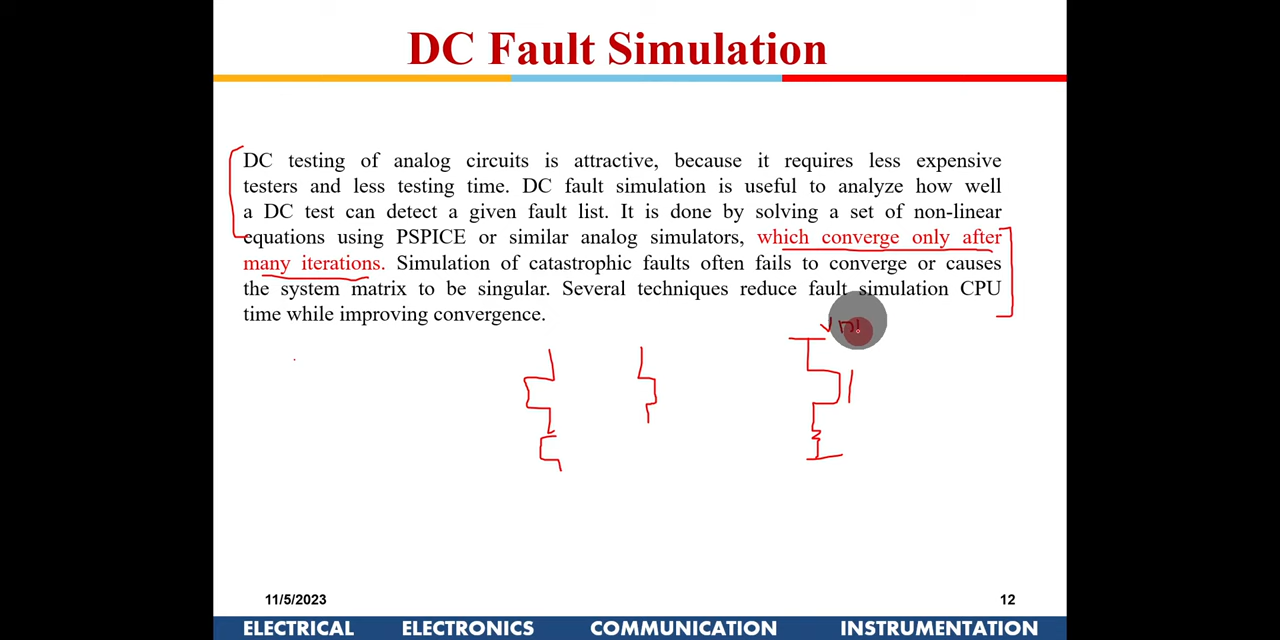 DC Fault Simulation
DC testing of analog circuits is attractive, because it requires less expensive
testers and less testing time. DC fault simulation is useful to analyze how well
a DC test can detect a given fault list. It is done by solving a set of non-linear
equations using PSPICE or similar analog simulators, which converge only after
many iterations. Simulation of catastrophic faults often fails to converge or causes
the system matrix to be singular. Several techniques reduce fault simulation CPU
time while improving convergence.
11/5/2023
12
ELECTRICAL ELECTRONICS COMMUNICATION INSTRUMENTATION